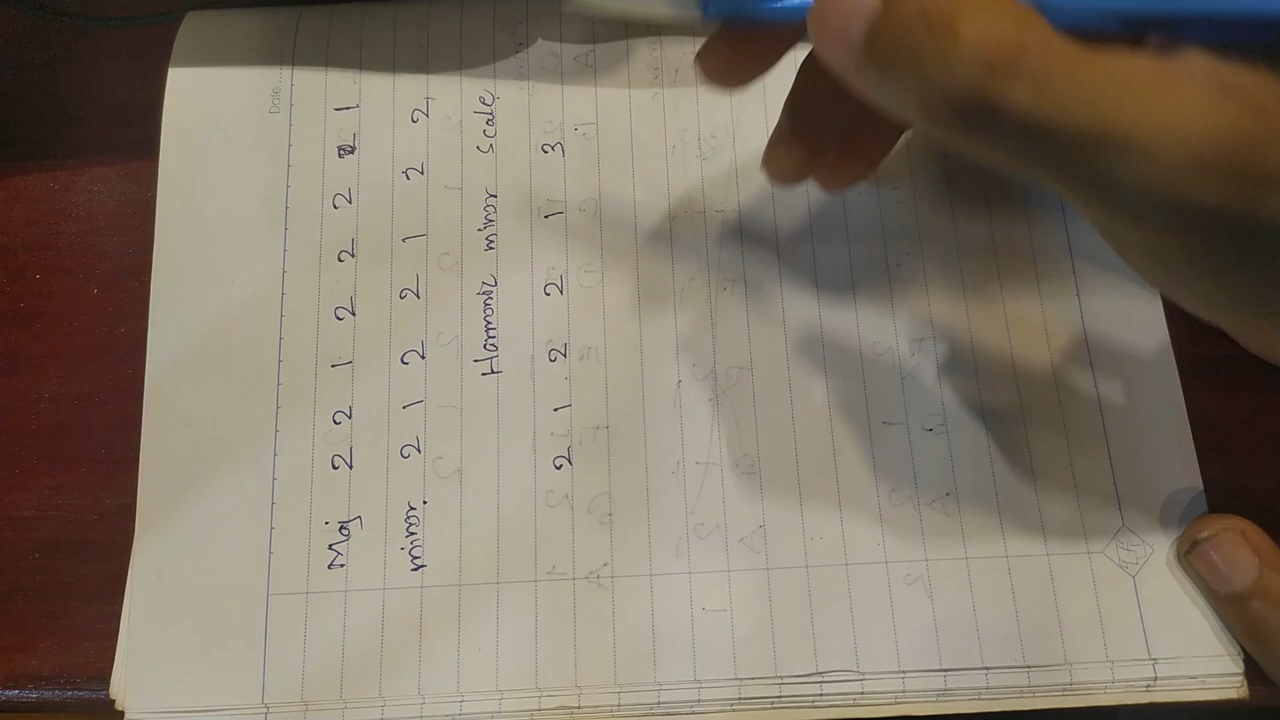 Date
Maj 2 2 1 2 2 2 1
minor. 2 1 2 2 1 2 2,
Harmonic minor scale
2 1 2 2 1 3